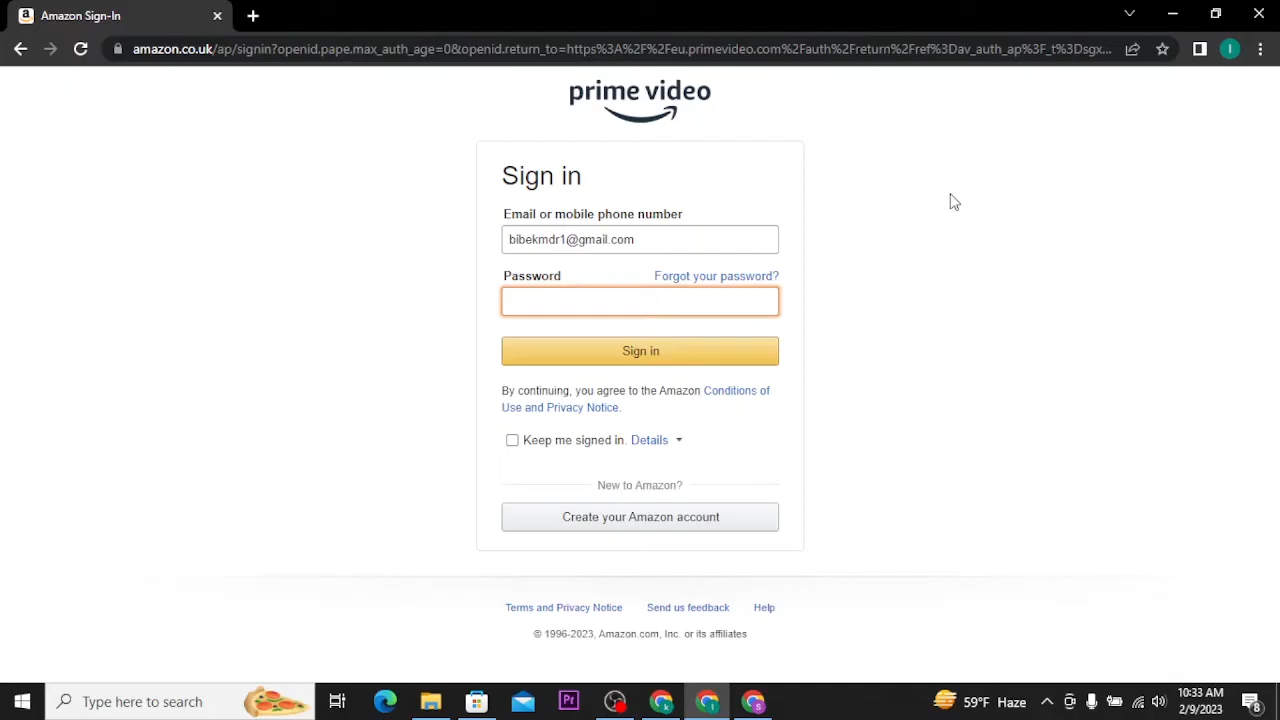 Amazon Sign-In
amazon.co.uk/ap/signin?openid.pape.max_auth_age=0&openid.return_to=https%3A%2F%2Feu.primevideo.com%2Fauth%2Freturn%2Fref%3Dav_auth_ap%3F_t%3Dsgx...
I
prime video
Sign in
Email or mobile phone number
bibekmdr1@gmail.com
Password Forgot your password?
Sign in
By continuing, you agree to the Amazon Conditions of
Use and Privacy Notice.
Keep me signed in. Details
New to Amazon?
Create your Amazon account
Terms and Privacy Notice Send us feedback Help
© 1996-2023, Amazon.com, Inc. or its affiliates
Type here to search
Pr
k
I
S
59°F Haze
10:33 AM
2/9/2023
8